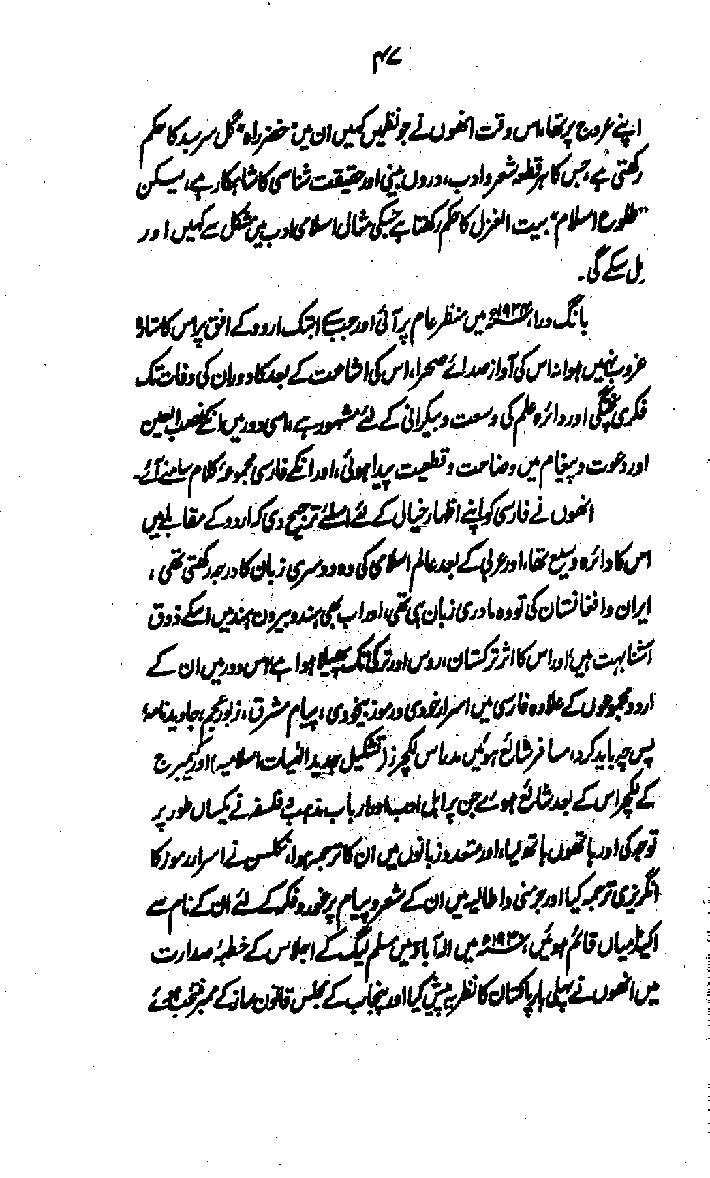 ۴۷
اپنے عروج پر تھا، اس وقت انھوں نے جو نظمیں کہیں ان میں "خضر راہ" گل سرسبد کا حکم
رکھتی ہے، جس کا ہر قطعہ شعر و ادب، دروں بینی اور حقیقت شناسی کا شاہکار ہے، لیکن
"طلوع اسلام" بیت الغزل کا حکم رکھتا ہے جسکی مثال اسلامی ادب میں مشکل سے کہیں اور
مل سکے گی۔
بانگ درا ۱۹۲۴ء میں منظر عام پر آئی اور جب سے ابتک اردو کے افق پر اس کا ستارہ
غروب نہیں ہوا نہ اس کی آواز صدائے صحرا، اس کی اشاعت کے بعد کا دور ان کی وفات تک
فکری پختگی اور دائرہ علم کی وسعت و بیکرانی کے لئے مشہور ہے، اسی دور میں انکے نصب العین
اور دعوت و پیغام میں وضاحت و قطعیت پیدا ہوئی، اور انکے فارسی مجموعۂ کلام سامنے آئے۔
انھوں نے فارسی کو اپنے اظہار خیال کے لئے اسلئے ترجیح دی کہ اردو کے مقابلے میں
اس کا دائرہ وسیع تھا، اور عربی کے بعد عالم اسلامی کی وہ دوسری زبان کا درجہ رکھتی تھی،
ایران و افغانستان کی تو وہ مادری زبان ہی تھی، اور اب بھی ہند و بیرون ہند میں اسکے ذوق
آشنا بہت ہیں، اور اس کا اثر ترکستان، روس اور ترکی تک پھیلا ہوا ہے، اس دور میں ان کے
اردو مجموعوں کے علاوہ فارسی میں اسرار خودی و رموز بیخودی، پیام مشرق، زبور عجم، جاوید نامہ،
پس چہ باید کرد، مسافر شائع ہوئیں، مدراس لکچرز (تشکیل جدید الٰہیات اسلامیہ) اور کیمبرج
کے لکچر اس کے بعد شائع ہوئے جن پر اہل ادب اور ارباب مذہب و فلسفہ نے یکساں طور پر
توجہ کی اور ہاتھوں ہاتھ لیا، اور متعدد زبانوں میں ان کا ترجمہ ہوا، نکلسن نے اسرار و رموز کا
انگریزی ترجمہ کیا اور جرمنی و اطالیہ میں ان کے شعر و پیام پر غور و فکر کے لئے ان کے نام سے
اکیڈمیاں قائم ہوئیں، ۱۹۳۰ء میں الہ آباد میں مسلم لیگ کے اجلاس کے خطبۂ صدارت
میں انھوں نے پہلی بار پاکستان کا نظریہ پیش کیا اور پنجاب کے مجلس قانون ساز کے ممبر منتخب ہوئے